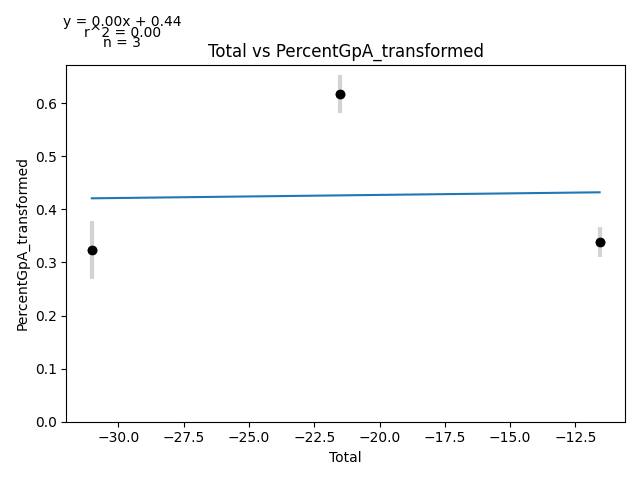 y = 0.00x + 0.44
r^2 = 0.00
n = 3
Total vs PercentGpA_transformed
PercentGpA_transformed
0.6
0.5
0.4
0.3
0.2
0.1
0.0
−30.0 −27.5 −25.0 −22.5 −20.0 −17.5 −15.0 −12.5
Total